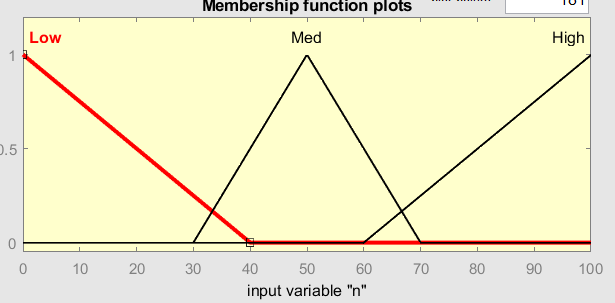 Membership function plots
181
Low Med High
1
0.5
0
0 10 20 30 40 50 60 70 80 90 100
input variable "n"